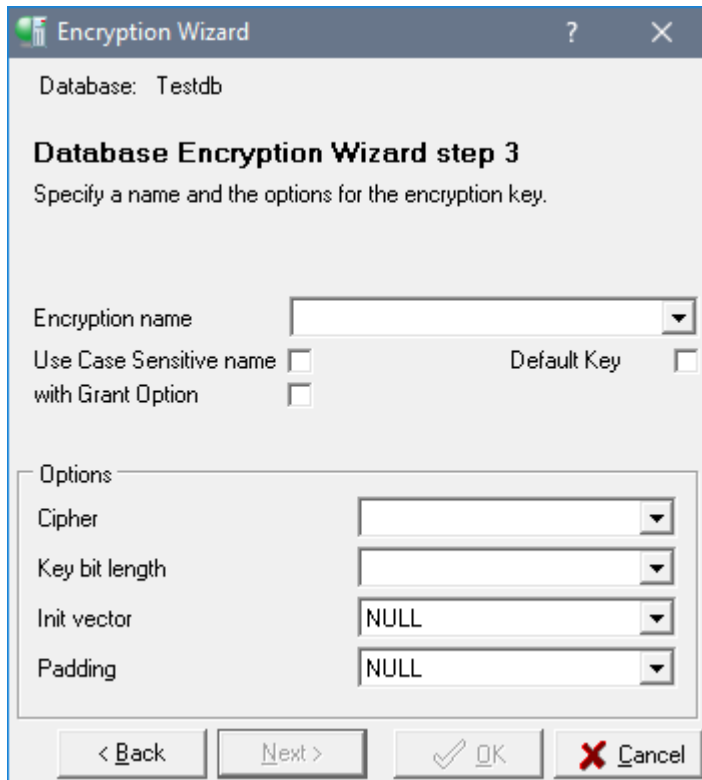 Encryption Wizard ?
Database: Testdb
Database Encryption Wizard step 3
Specify a name and the options for the encryption key.
Encryption name
Use Case Sensitive name Default Key
with Grant Option
Options
Cipher
Key bit length
Init vector NULL
Padding NULL
< Back Next > OK Cancel